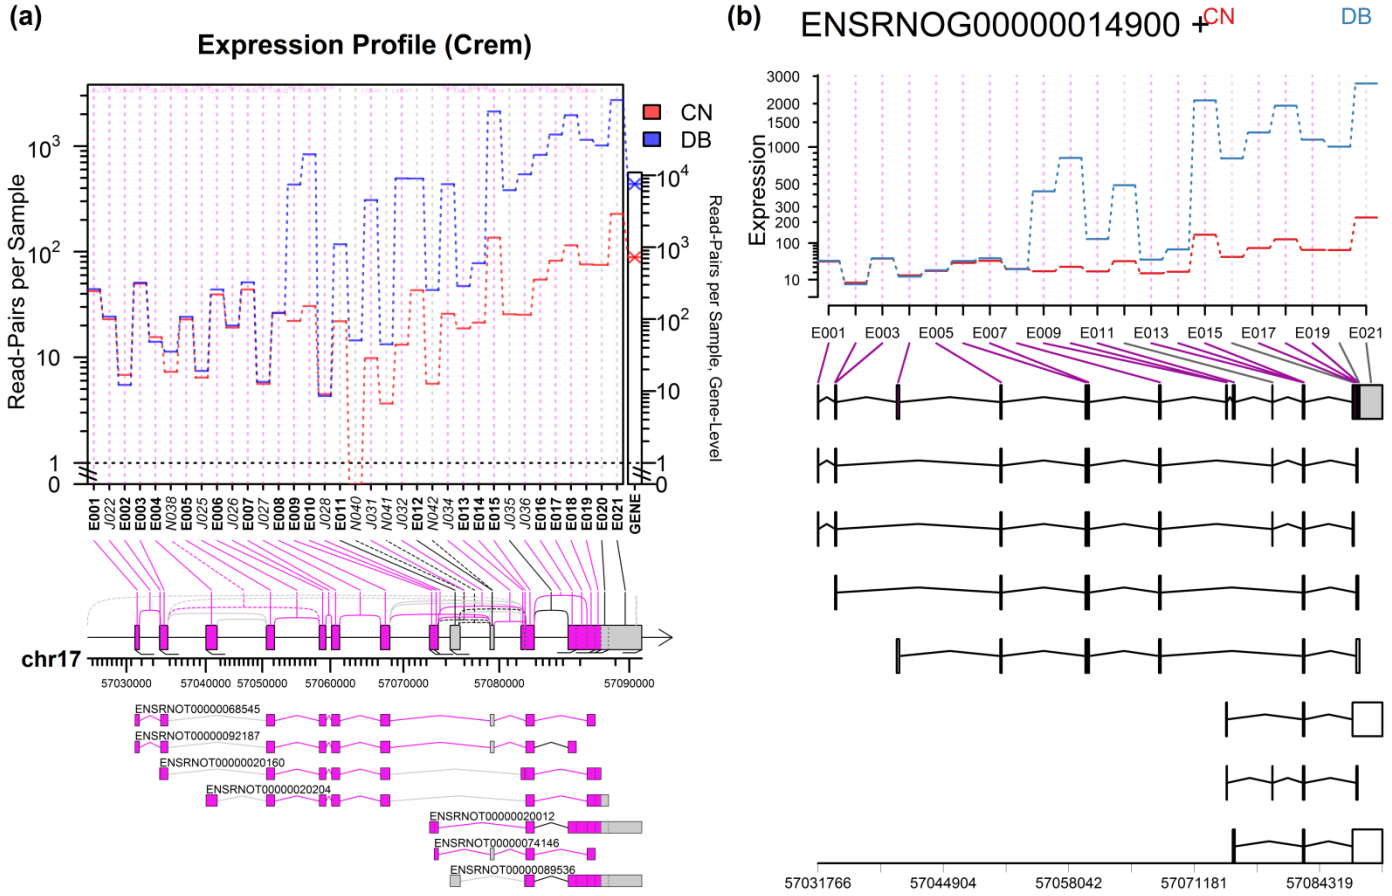 (a)
Expression Profile (Crem)
CN
DB
Read-Pairs per Sample
10³
10²
10
1
0
10⁴
10³
10²
10
1
0
Read-Pairs per Sample, Gene-Level
E001
J022
E002
E003
E004
N038
E005
J025
E006
J026
E007
J027
E008
E009
E010
J028
E011
N040
J031
N041
J032
E012
N042
J034
E013
E014
E015
J035
J036
E016
E017
E018
E019
E020
E021
GENE
chr17
57030000 57040000 57050000 57060000 57070000 57080000 57090000
ENSRNOT00000068545
ENSRNOT00000092187
ENSRNOT00000020160
ENSRNOT00000020204
ENSRNOT00000020012
ENSRNOT00000074146
ENSRNOT00000089536
(b)
ENSRNOG00000014900 +
CN
DB
Expression
3000
2000
1500
1000
500
300
200
100
10
E001 E003 E005 E007 E009 E011 E013 E015 E017 E019 E021
57031766 57044904 57058042 57071181 57084319